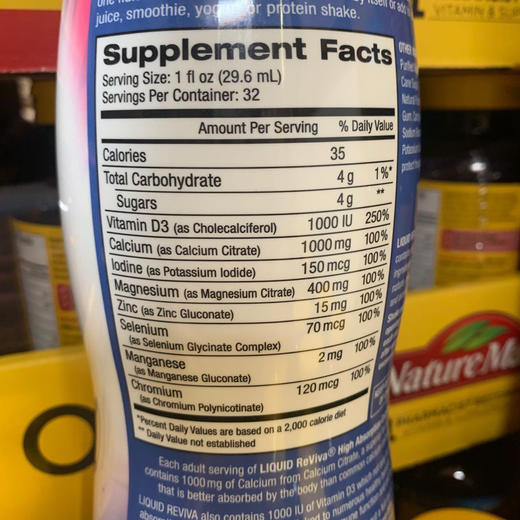 juice, smoothie, yogurt or protein shake.
Supplement Facts
Serving Size: 1 fl oz (29.6 mL)
Servings Per Container: 32
Amount Per Serving % Daily Value
Calories 35
Total Carbohydrate 4 g 1%*
Sugars 4 g **
Vitamin D3 (as Cholecalciferol) 1000 IU 250%
Calcium (as Calcium Citrate) 1000 mg 100%
Iodine (as Potassium Iodide) 150 mcg 100%
Magnesium (as Magnesium Citrate) 400 mg 100%
Zinc (as Zinc Gluconate) 15 mg 100%
Selenium 70 mcg 100%
(as Selenium Glycinate Complex)
Manganese 2 mg 100%
(as Manganese Gluconate)
Chromium 120 mcg 100%
(as Chromium Polynicotinate)
*Percent Daily Values are based on a 2,000 calorie diet
** Daily Value not established
Each adult serving of LIQUID ReViva® High
contains 1000 mg of Calcium from Calcium Citrate, a
that is better absorbed by the body than common
LIQUID REVIVA also contains 1000 IU of Vitamin D3
to numerous health
Nature